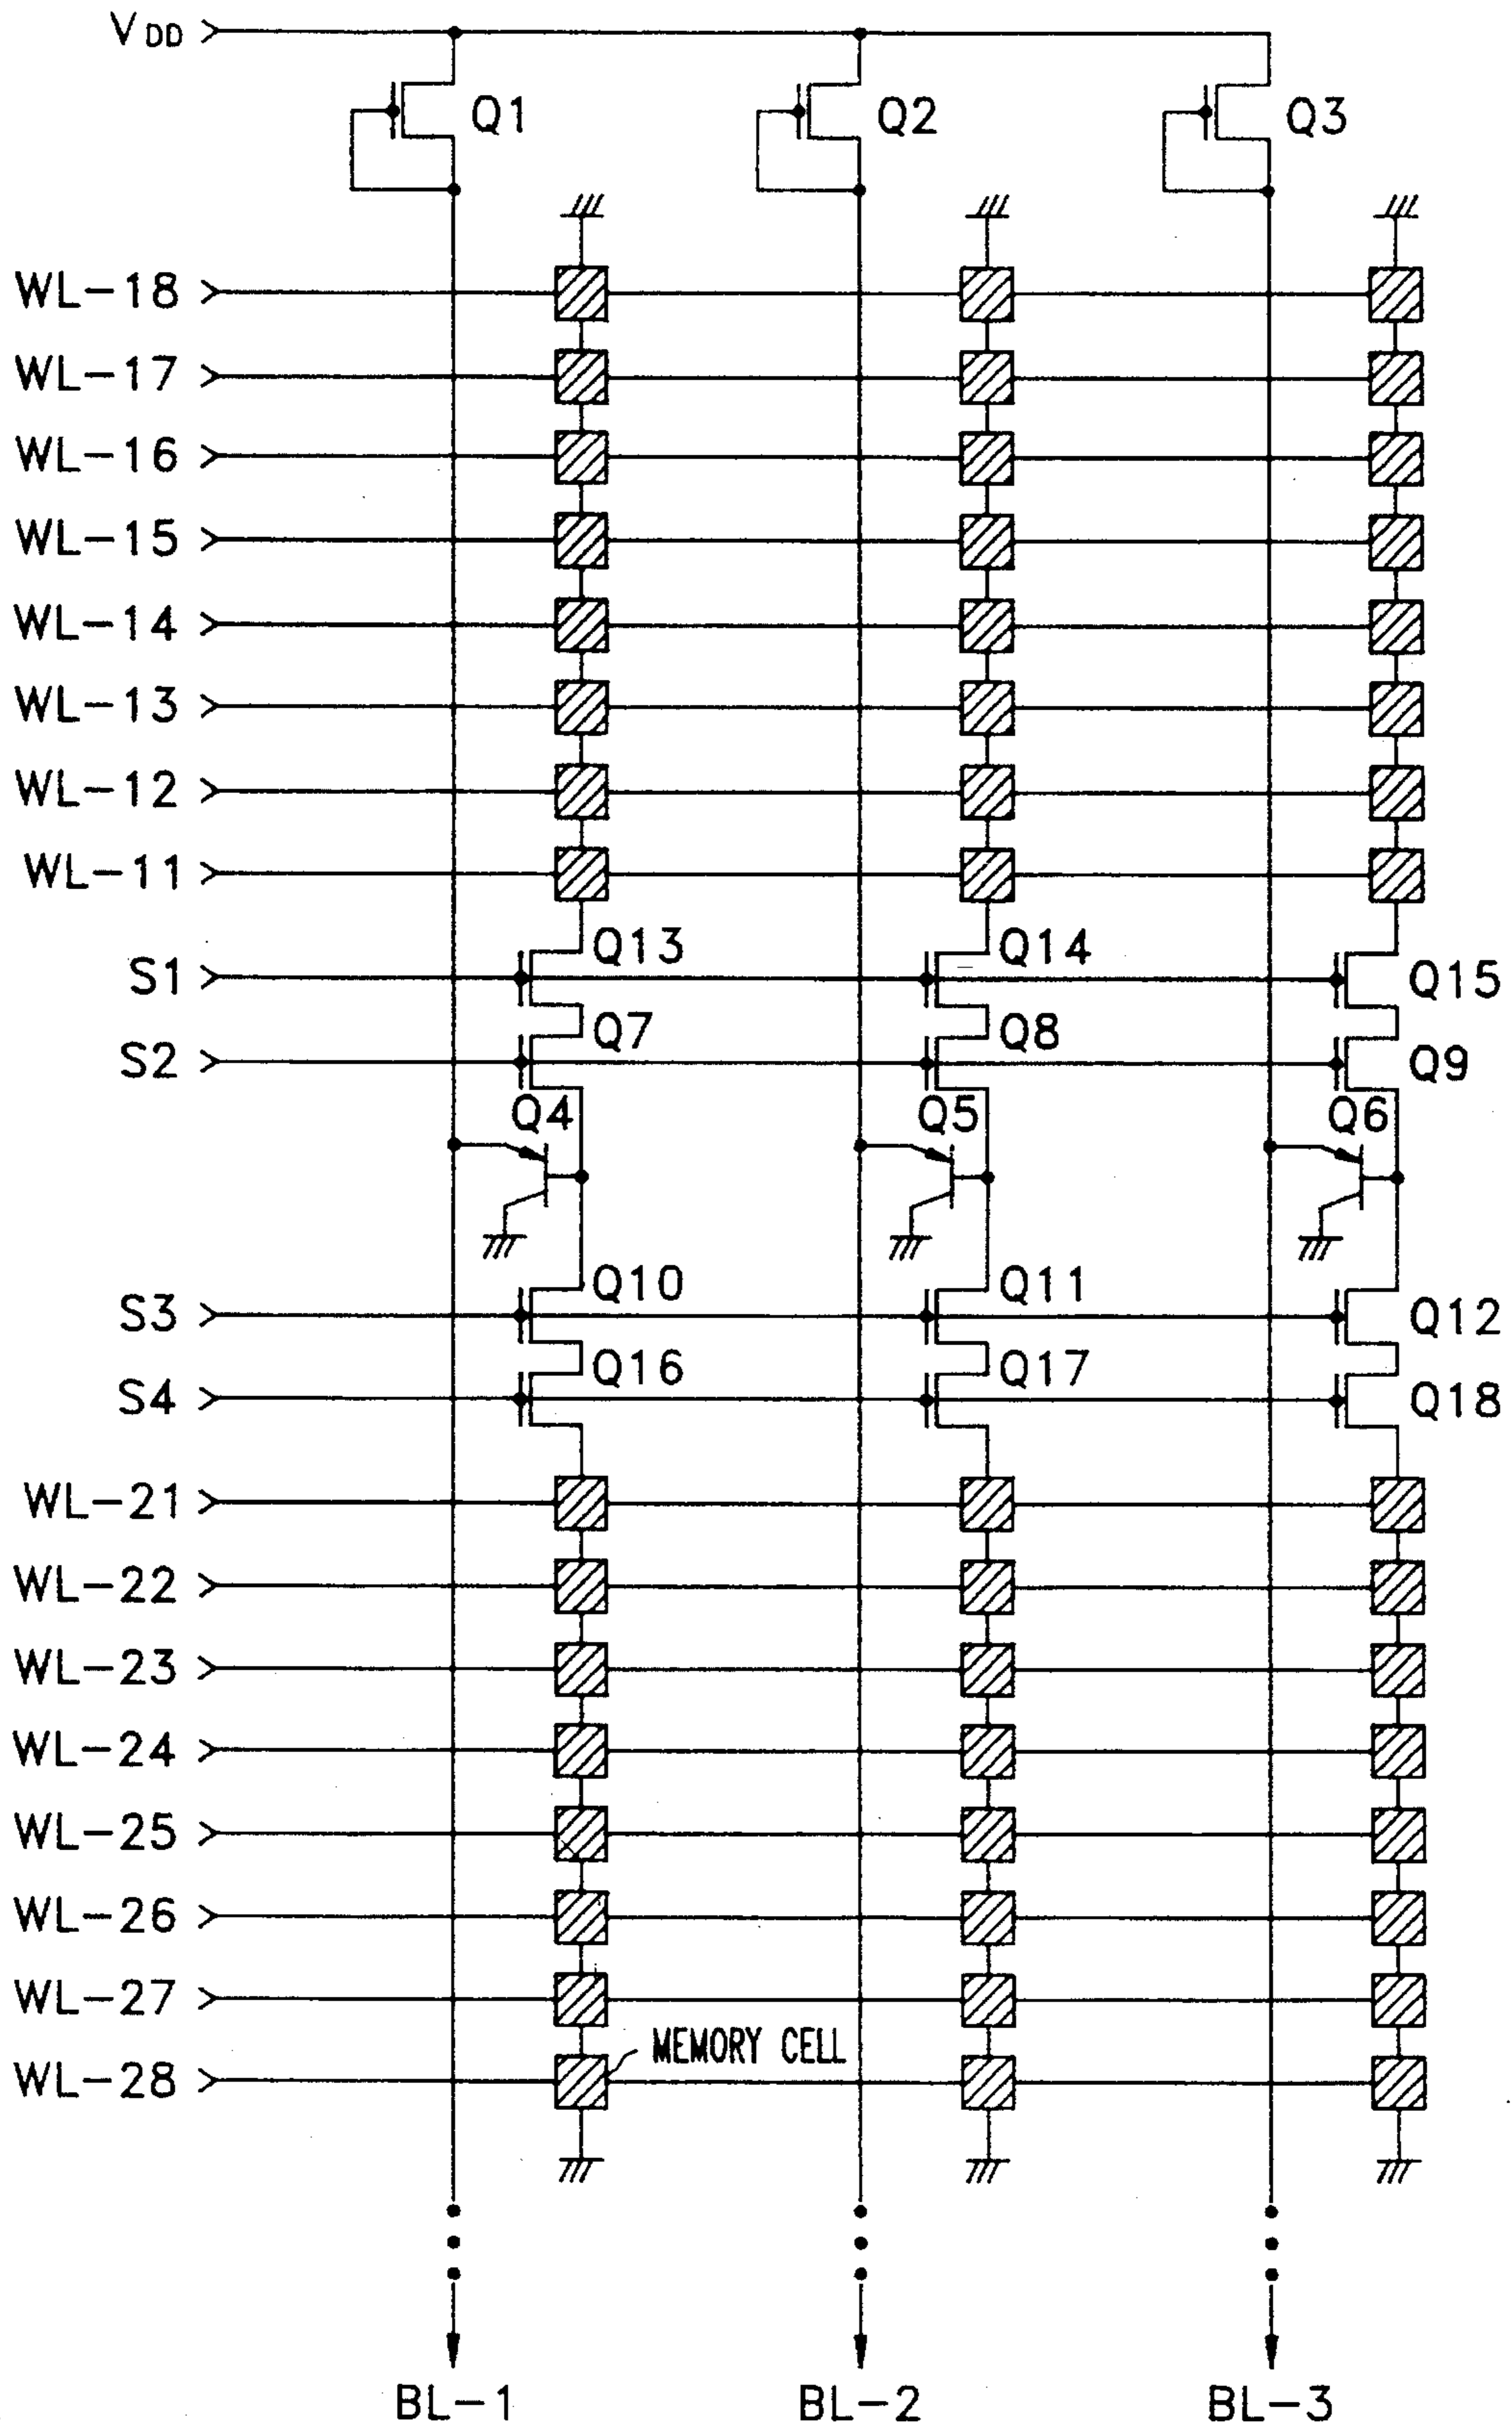 VDD
Q1 Q2 Q3
WL-18
WL-17
WL-16
WL-15
WL-14
WL-13
WL-12
WL-11
Q13 Q14
S1 Q15
Q7 Q8
S2 Q9
Q4 Q5 Q6
Q10 Q11
S3 Q12
Q16 Q17
S4 Q18
WL-21
WL-22
WL-23
WL-24
WL-25
WL-26
WL-27
MEMORY CELL
WL-28
BL-1 BL-2 BL-3